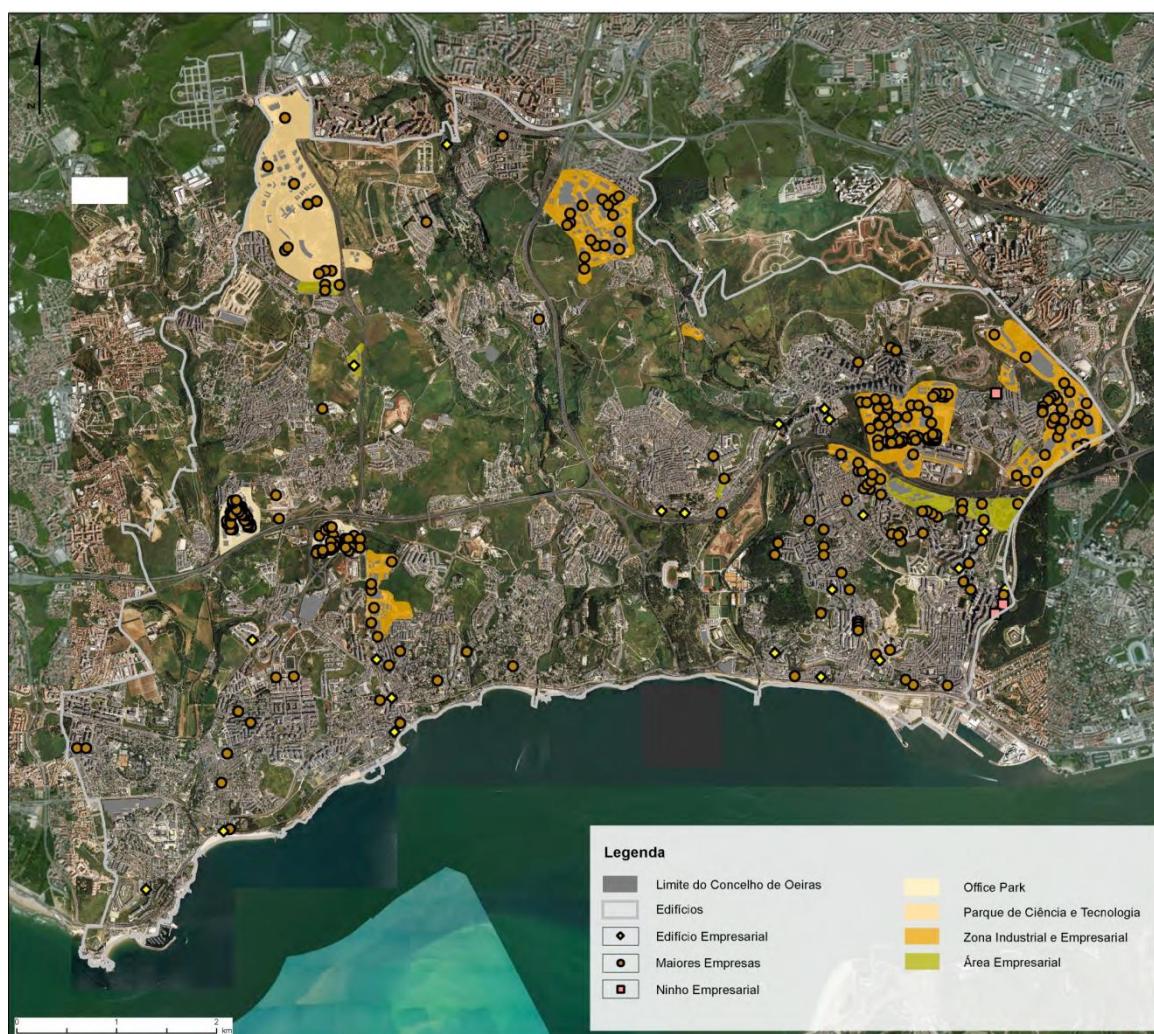 N
Legenda
Limite do Concelho de Oeiras
Edifícios
Edifício Empresarial
Maiores Empresas
Ninho Empresarial
Office Park
Parque de Ciência e Tecnologia
Zona Industrial e Empresarial
Área Empresarial
0 1 2
km